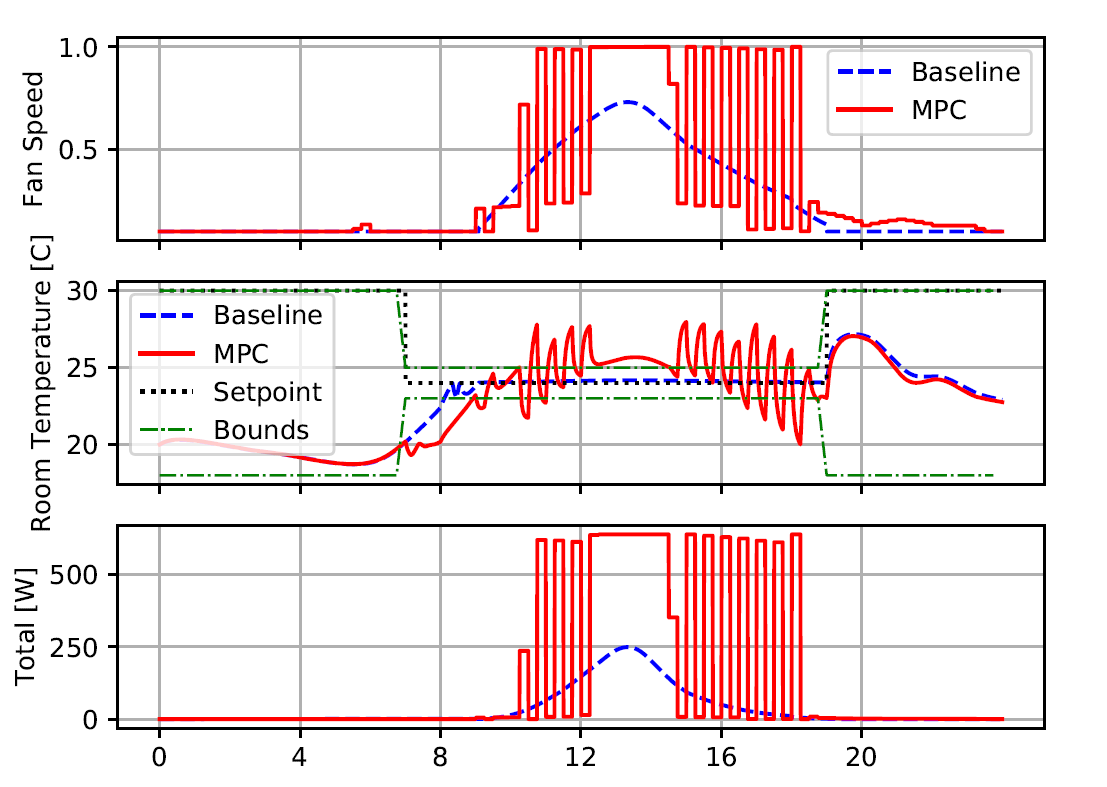 Fan Speed
1.0
0.5
Baseline
MPC
Room Temperature [C]
30
25
20
Baseline
MPC
Setpoint
Bounds
Total [W]
500
250
0
0 4 8 12 16 20